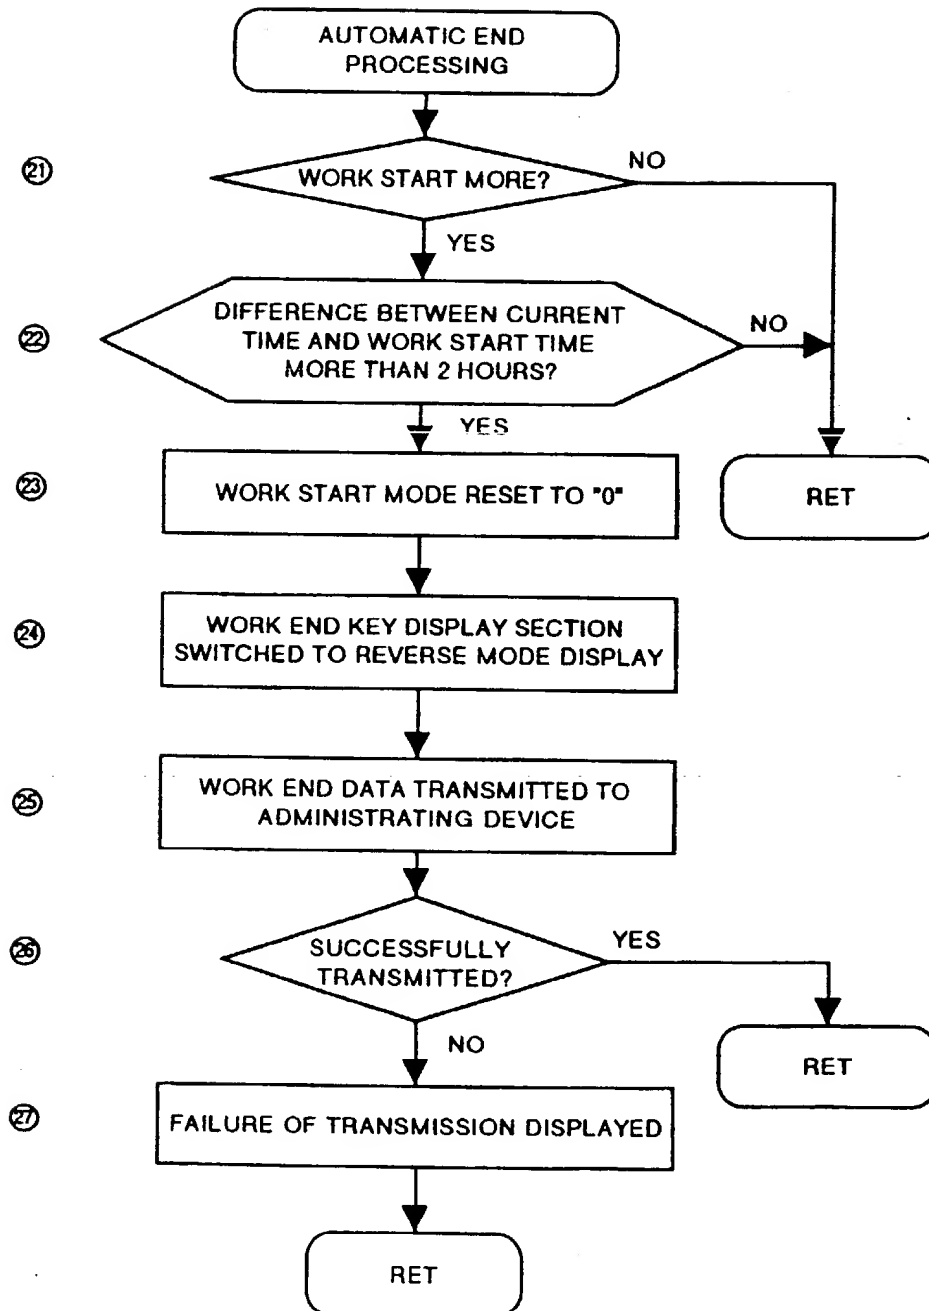 AUTOMATIC END
PROCESSING
㉑
WORK START MORE?
NO
YES
㉒
DIFFERENCE BETWEEN CURRENT
TIME AND WORK START TIME
MORE THAN 2 HOURS?
NO
YES
㉓
WORK START MODE RESET TO "0"
RET
㉔
WORK END KEY DISPLAY SECTION
SWITCHED TO REVERSE MODE DISPLAY
㉕
WORK END DATA TRANSMITTED TO
ADMINISTRATING DEVICE
㉖
SUCCESSFULLY
TRANSMITTED?
YES
NO
RET
㉗
FAILURE OF TRANSMISSION DISPLAYED
RET